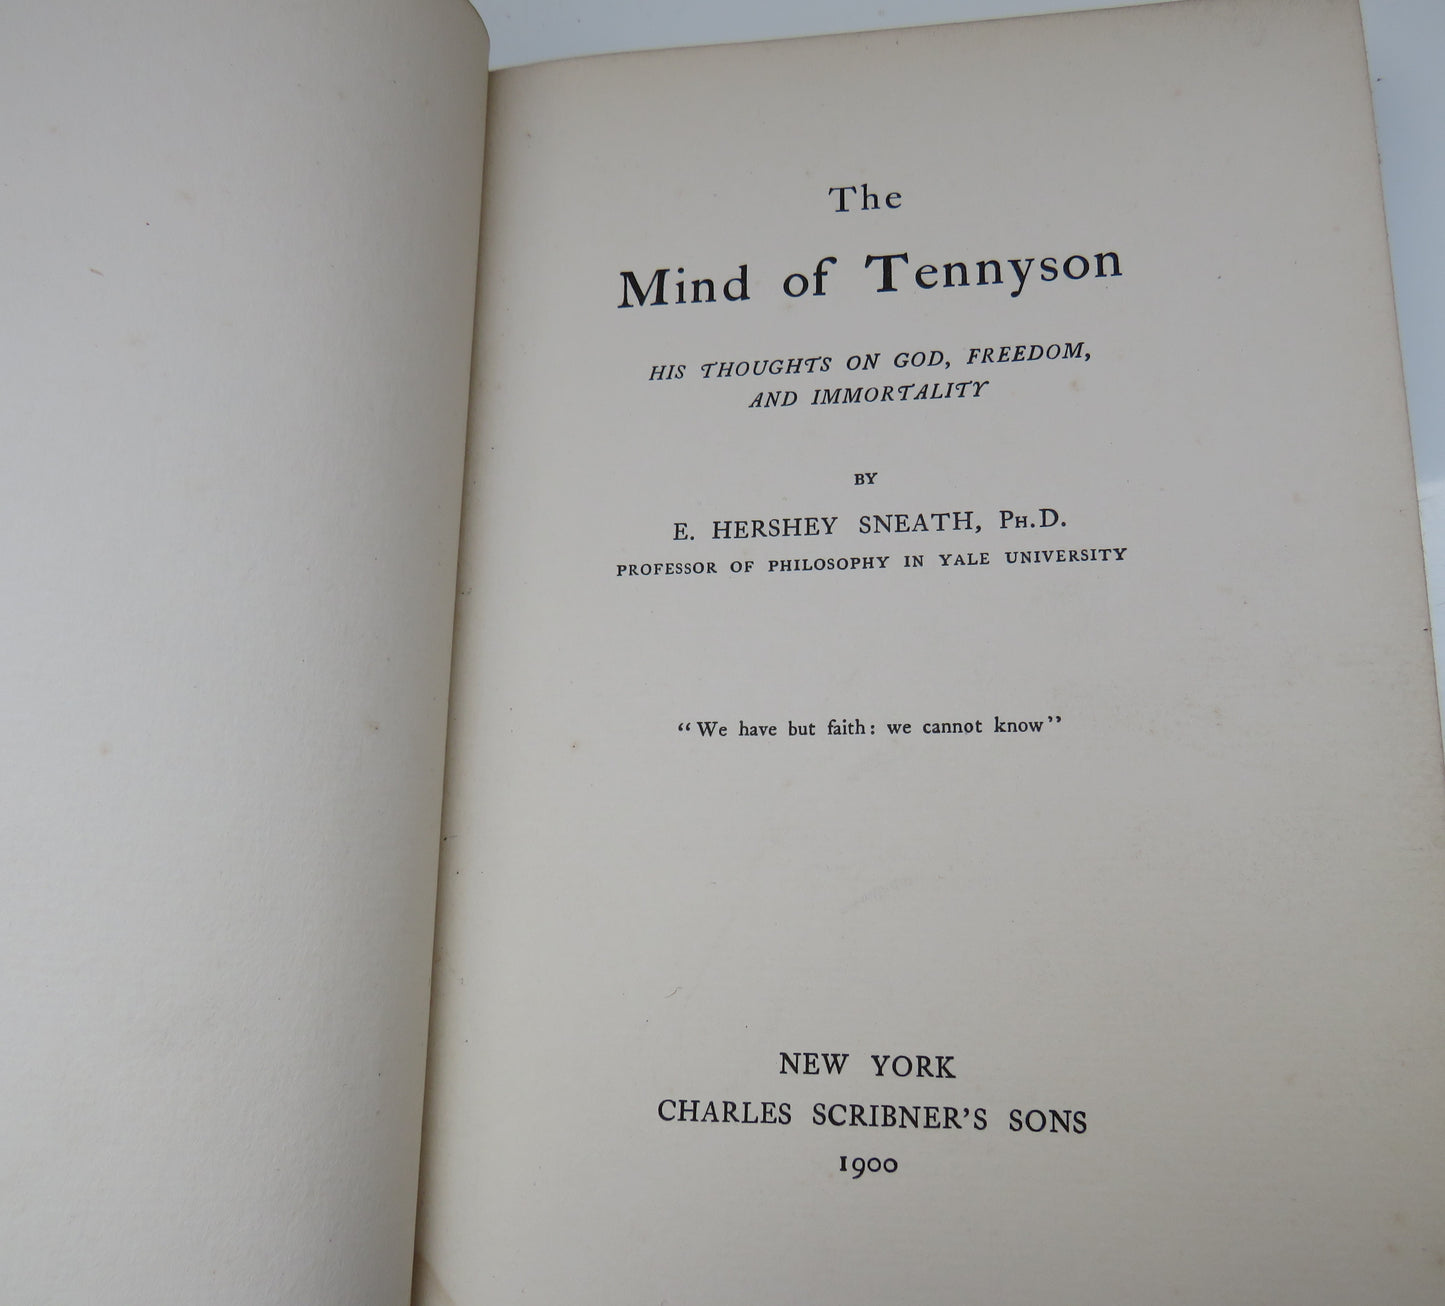 The
Mind of Tennyson
HIS THOUGHTS ON GOD, FREEDOM,
AND IMMORTALITY
BY
E. HERSHEY SNEATH, PH.D.
PROFESSOR OF PHILOSOPHY IN YALE UNIVERSITY
“We have but faith: we cannot know”
NEW YORK
CHARLES SCRIBNER’S SONS
1900